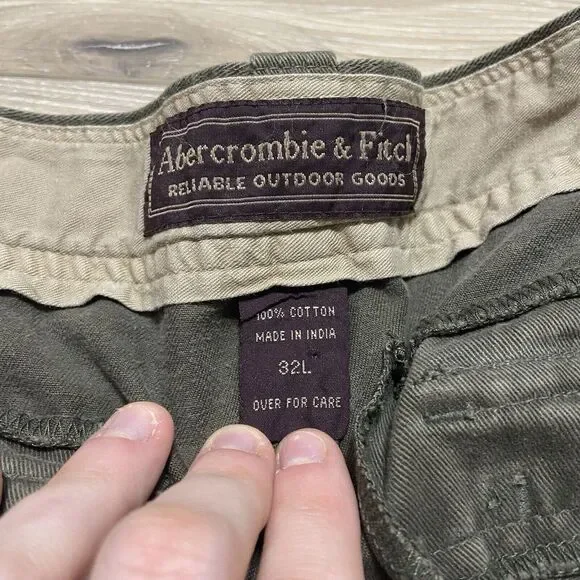 Abercrombie & Fitch
RELIABLE OUTDOOR GOODS
100% COTTON
MADE IN INDIA
32L
OVER FOR CARE